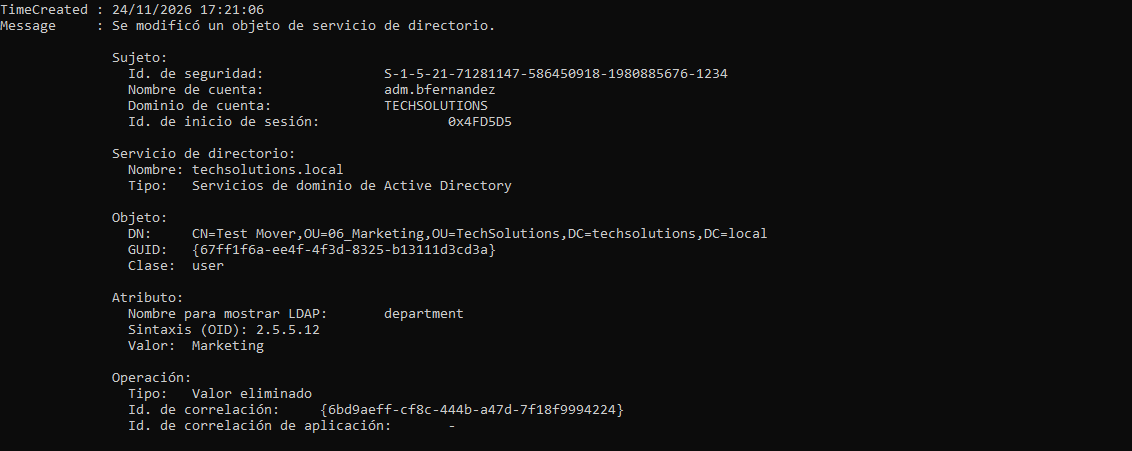 TimeCreated : 24/11/2026 17:21:06
Message     : Se modificó un objeto de servicio de directorio.
Sujeto:
Id. de seguridad: S-1-5-21-71281147-586450918-1980885676-1234
Nombre de cuenta: adm.bfernandez
Dominio de cuenta: TECHSOLUTIONS
Id. de inicio de sesión: 0x4FD5D5
Servicio de directorio:
Nombre: techsolutions.local
Tipo: Servicios de dominio de Active Directory
Objeto:
DN: CN=Test Mover,OU=06_Marketing,OU=TechSolutions,DC=techsolutions,DC=local
GUID: {67ff1f6a-ee4f-4f3d-8325-b13111d3cd3a}
Clase: user
Atributo:
Nombre para mostrar LDAP: department
Sintaxis (OID): 2.5.5.12
Valor: Marketing
Operación:
Tipo: Valor eliminado
Id. de correlación: {6bd9aeff-cf8c-444b-a47d-7f18f9994224}
Id. de correlación de aplicación: -